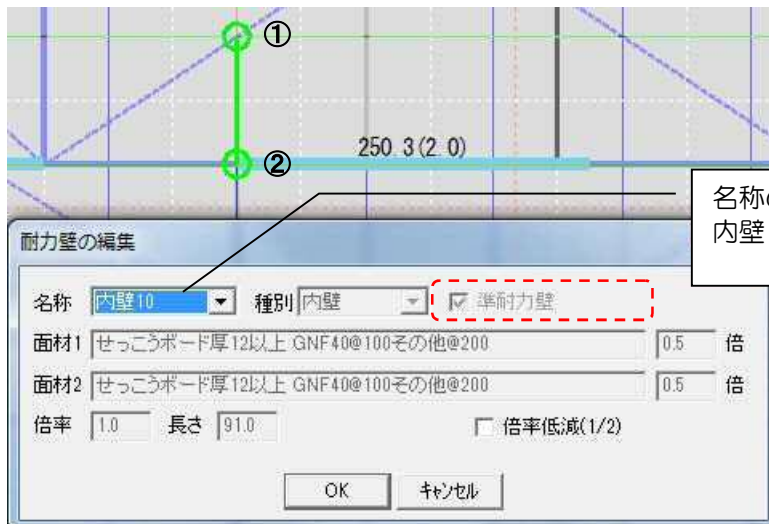 ①
②
250.3(2.0)
名称の
内壁
耐力壁の編集
名称 内壁10 種別 内壁 準耐力壁
面材1 せっこうボード厚12以上 GNF40@100その他@200 0.5 倍
面材2 せっこうボード厚12以上 GNF40@100その他@200 0.5 倍
倍率 1.0 長さ 91.0 倍率低減(1/2)
OK ｷｬﾝｾﾙ